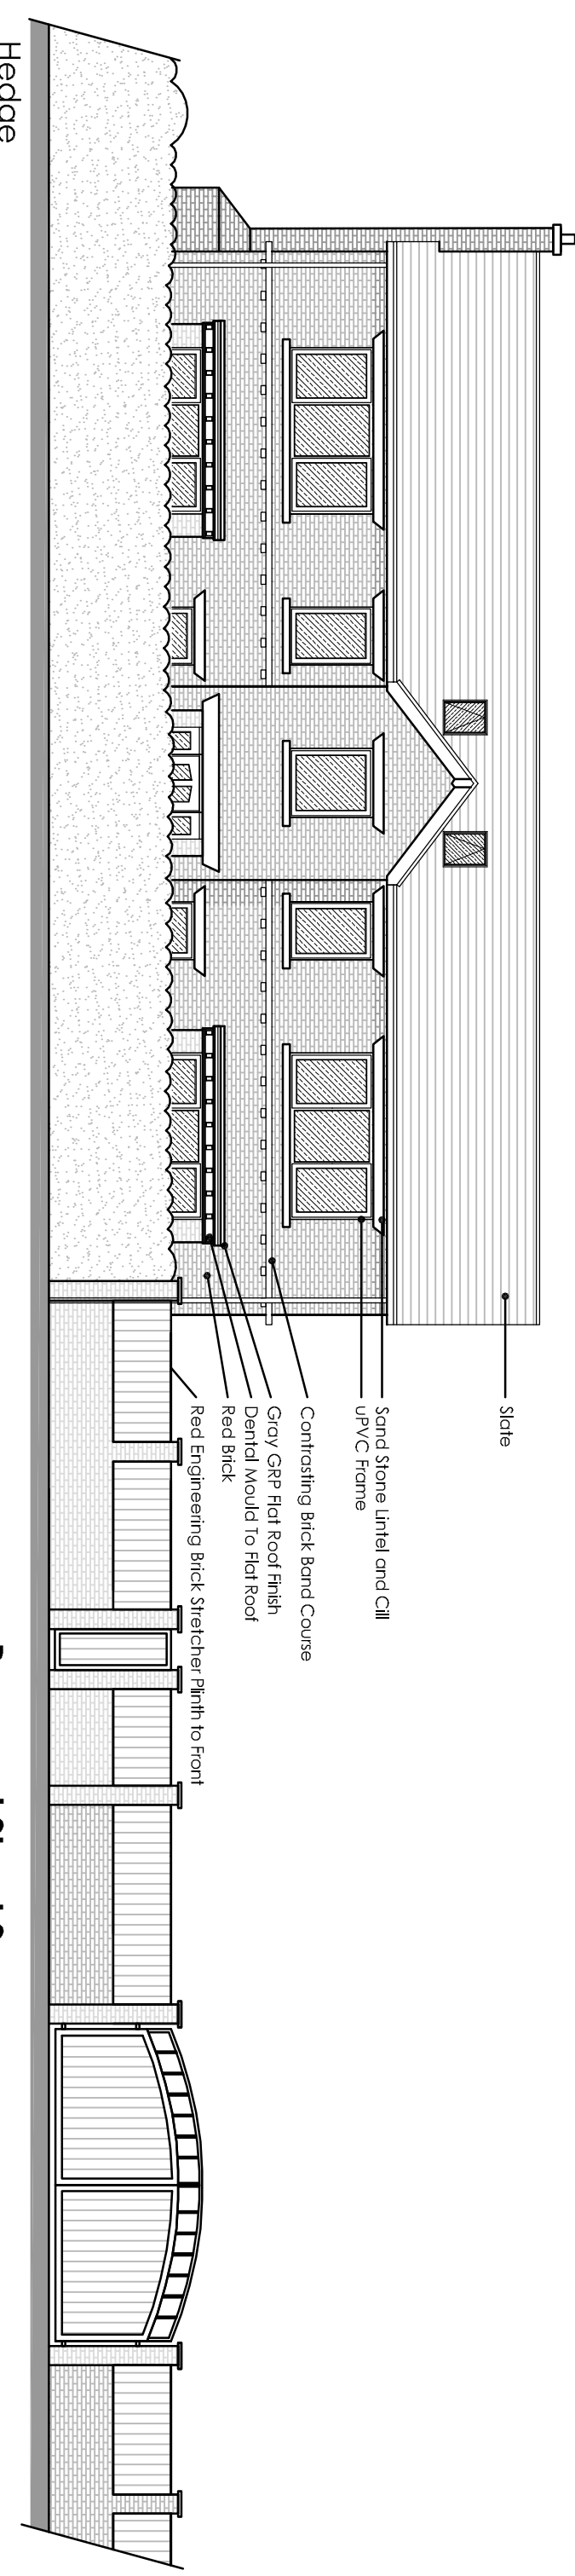 Slate
Sand Stone Lintel and Cill
uPVC Frame
Contrasting Brick Band Course
Gray GRP Flat Roof Finish
Dental Mould To Flat Roof
Red Brick
Red Engineering Brick Stretcher Plinth to Front
Hedge